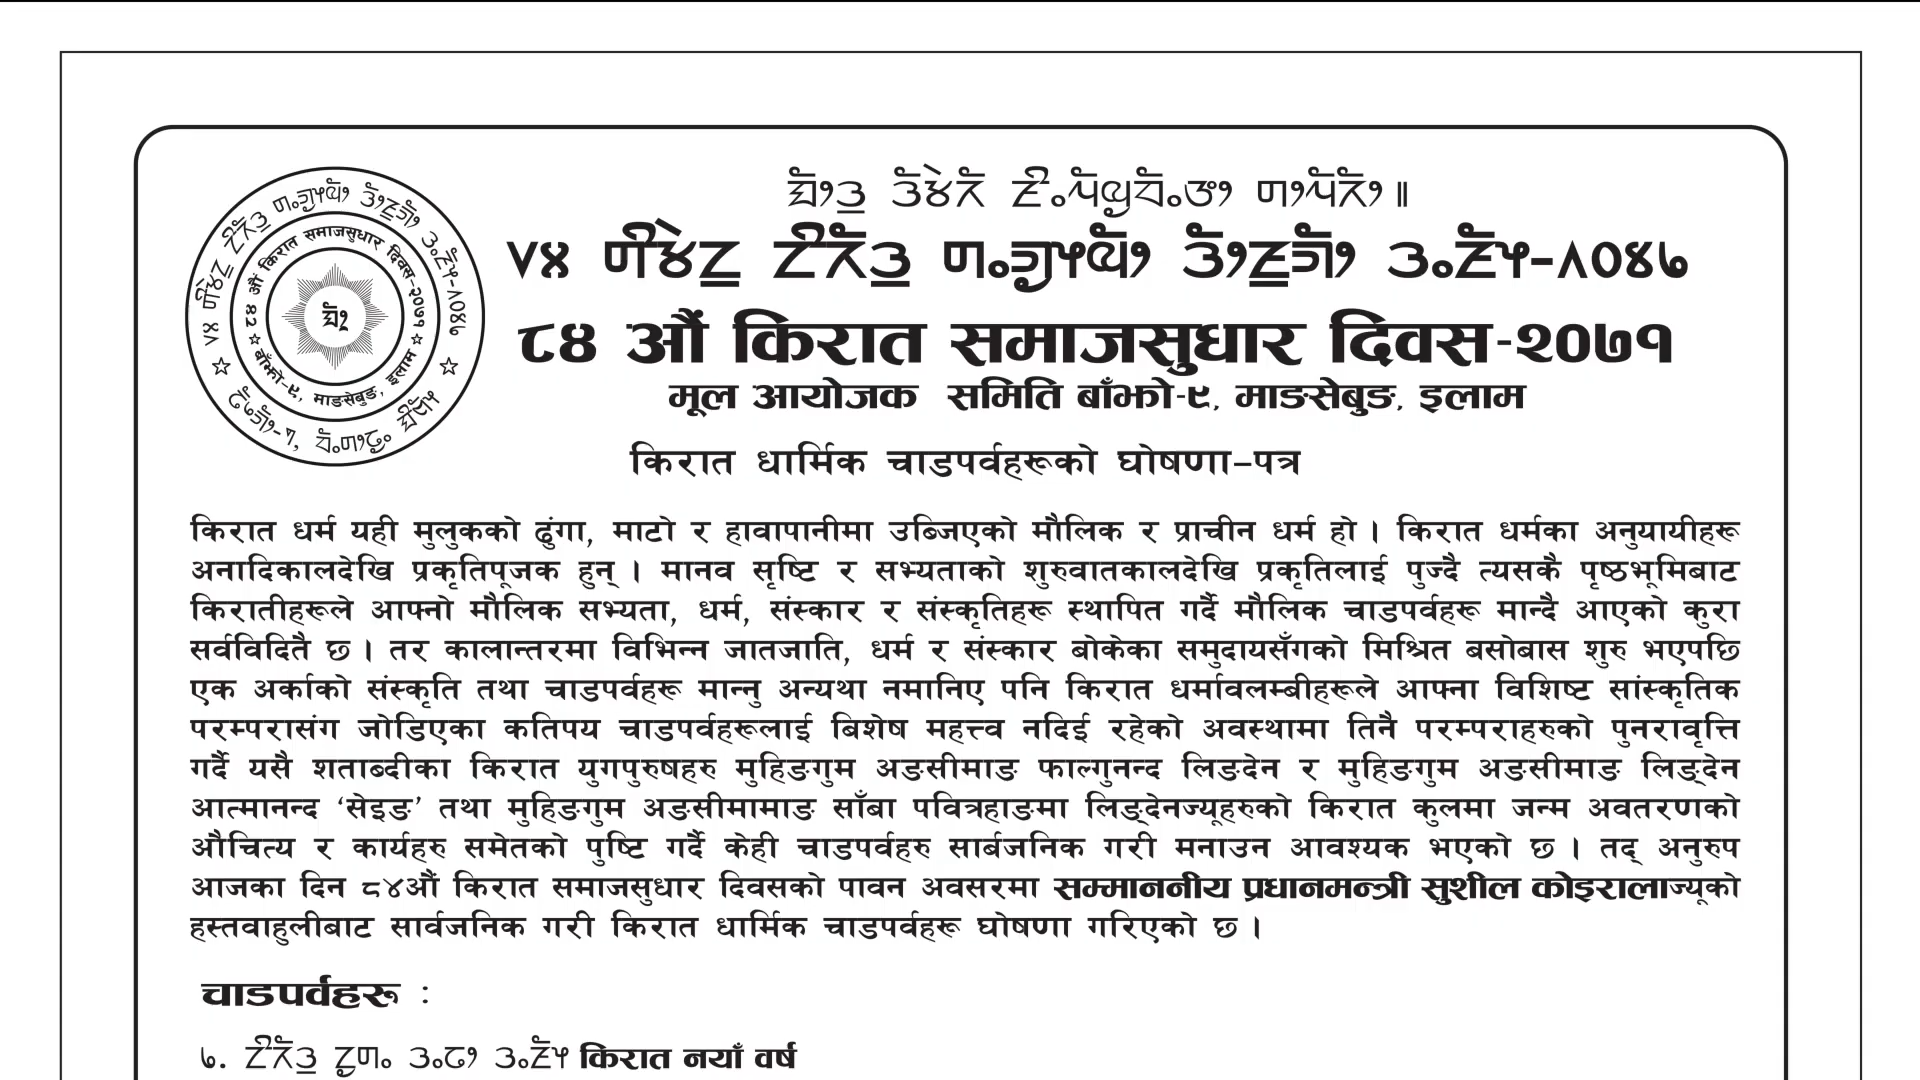 ८४ औं किरात समाजसुधार दिवस-२०७१
बाँझो-९, माङसेबुङ, इलाम
८४ औं किरात समाजसुधार दिवस-२०७१
मूल आयोजक समिति बाँझो-९, माङसेबुङ, इलाम
किरात धार्मिक चाडपर्वहरूको घोषणा–पत्र
किरात धर्म यही मुलुकको ढुंगा, माटो र हावापानीमा उब्जिएको मौलिक र प्राचीन धर्म हो । किरात धर्मका अनुयायीहरू
अनादिकालदेखि प्रकृतिपूजक हुन् । मानव सृष्टि र सभ्यताको शुरुवातकालदेखि प्रकृतिलाई पुज्दै त्यसकै पृष्ठभूमिबाट
किरातीहरूले आफ्नो मौलिक सभ्यता, धर्म, संस्कार र संस्कृतिहरू स्थापित गर्दै मौलिक चाडपर्वहरू मान्दै आएको कुरा
सर्वविदितै छ । तर कालान्तरमा विभिन्न जातजाति, धर्म र संस्कार बोकेका समुदायसँगको मिश्रित बसोबास शुरु भएपछि
एक अर्काको संस्कृति तथा चाडपर्वहरू मान्नु अन्यथा नमानिए पनि किरात धर्मावलम्बीहरूले आफ्ना विशिष्ट सांस्कृतिक
परम्परासंग जोडिएका कतिपय चाडपर्वहरूलाई बिशेष महत्त्व नदिई रहेको अवस्थामा तिनै परम्पराहरुको पुनरावृत्ति
गर्दै यसै शताब्दीका किरात युगपुरुषहरु मुहिङगुम अङसीमाङ फाल्गुनन्द लिङदेन र मुहिङगुम अङसीमाङ लिङ्देन
आत्मानन्द ‘सेइङ’ तथा मुहिङगुम अङसीमामाङ साँबा पवित्रहाङमा लिङ्देनज्यूहरुको किरात कुलमा जन्म अवतरणको
औचित्य र कार्यहरु समेतको पुष्टि गर्दै केही चाडपर्वहरु सार्बजनिक गरी मनाउन आवश्यक भएको छ । तद् अनुरुप
आजका दिन ८४औं किरात समाजसुधार दिवसको पावन अवसरमा सम्माननीय प्रधानमन्त्री सुशील कोइरालाज्यूको
हस्तवाहुलीबाट सार्वजनिक गरी किरात धार्मिक चाडपर्वहरू घोषणा गरिएको छ ।
चाडपर्वहरू :
किरात नयाँ वर्ष